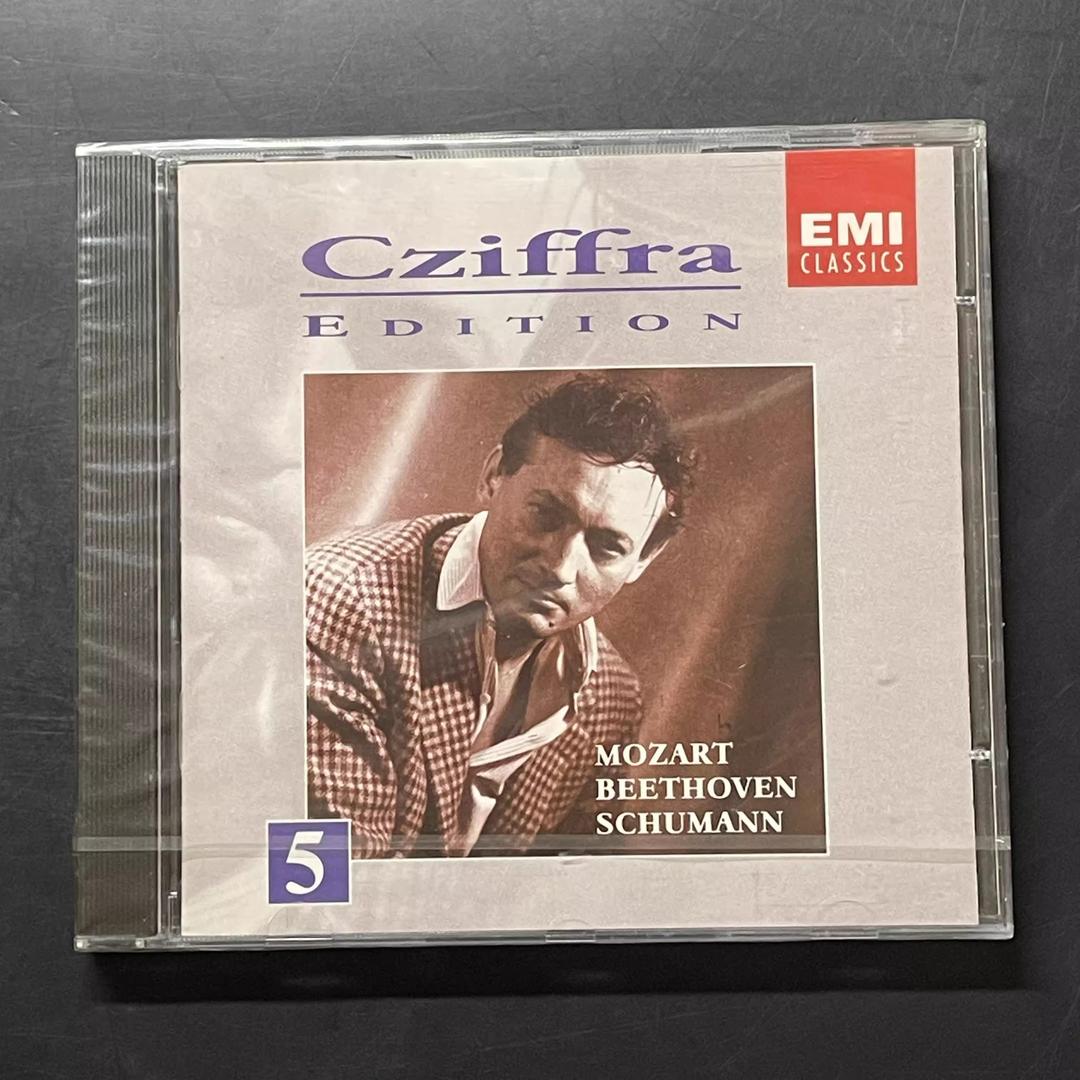 EMI
CLASSICS
Cziffra
EDITION
MOZART
BEETHOVEN
SCHUMANN
5